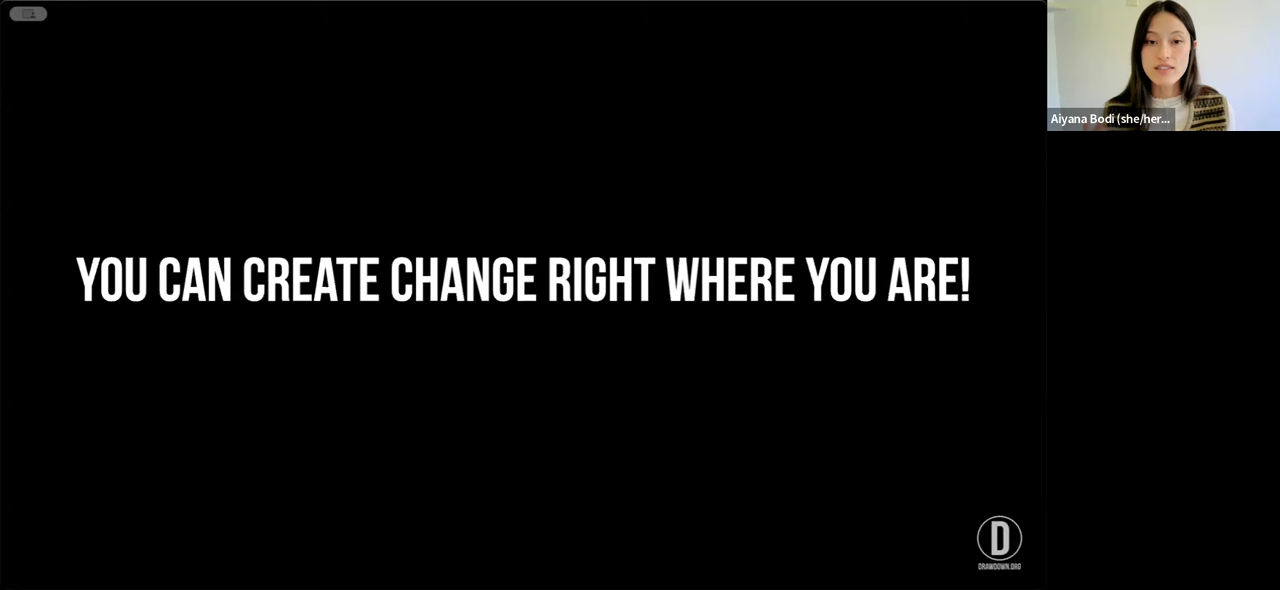 Aiyana Bodi (she/her...
YOU CAN CREATE CHANGE RIGHT WHERE YOU ARE!
D
DRAWDOWN.ORG